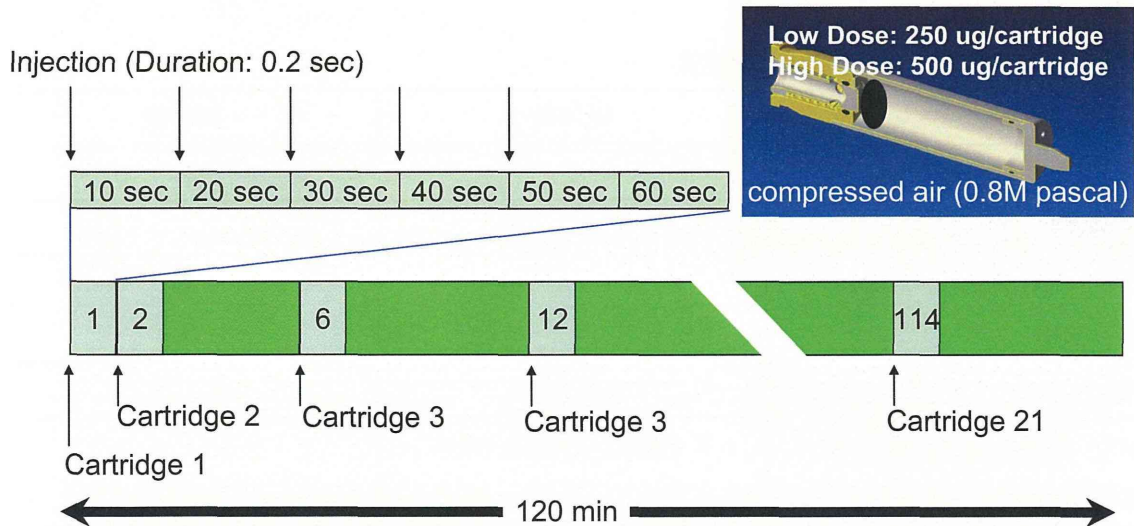 Injection (Duration: 0.2 sec)
Low Dose: 250 ug/cartridge
High Dose: 500 ug/cartridge
compressed air (0.8M pascal)
10 sec 20 sec 30 sec 40 sec 50 sec 60 sec
1 2 6 12 114
Cartridge 2 Cartridge 3 Cartridge 3 Cartridge 21
Cartridge 1
120 min